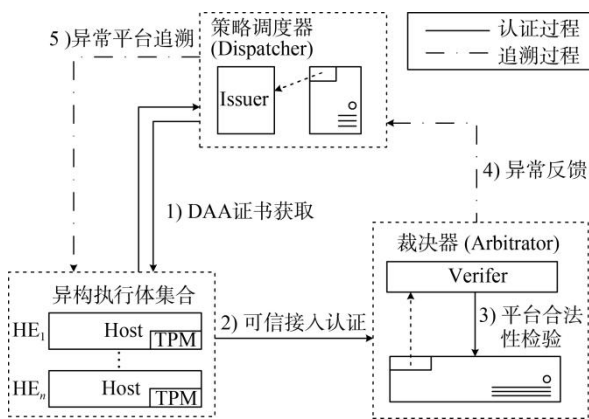 5 )异常平台追溯
策略调度器
(Dispatcher)
Issuer
认证过程
追溯过程
4) 异常反馈
1) DAA证书获取
裁决器 (Arbitrator)
Verifer
3) 平台合法
性检验
异构执行体集合
HE₁
Host
TPM
2) 可信接入认证
HEₙ
Host
TPM